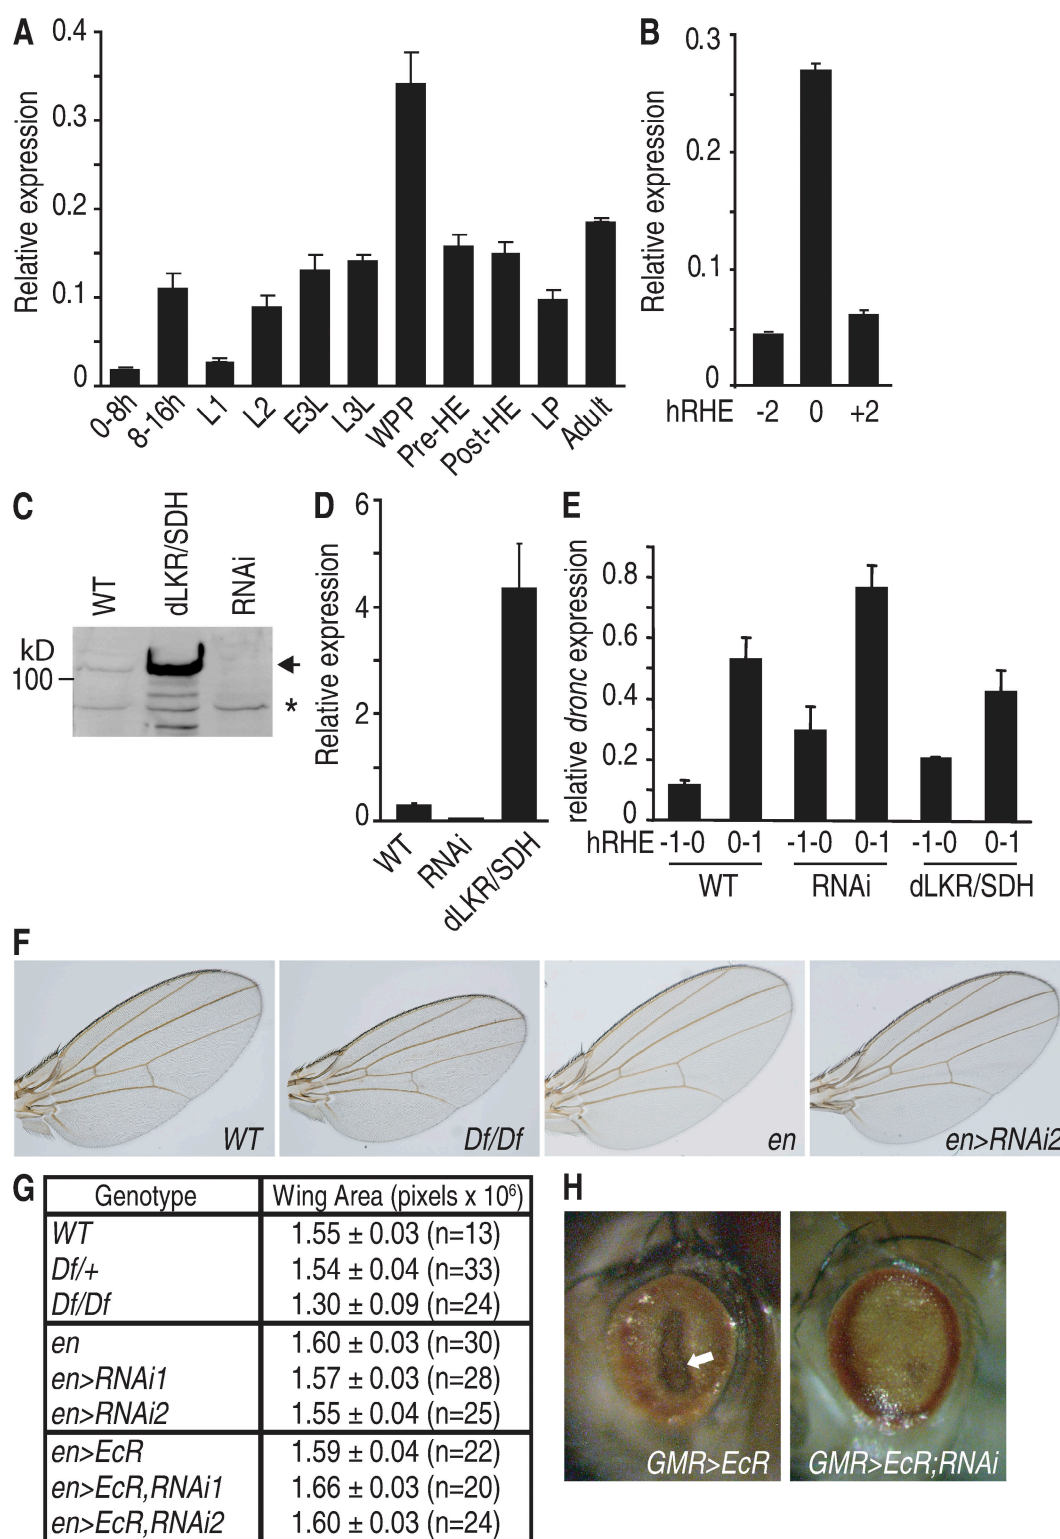 A
Relative expression
0.4
0.3
0.2
0.1
0
0-8h
8-16h
L1
L2
E3L
L3L
WPP
Pre-HE
Post-HE
LP
Adult
B
Relative expression
0.3
0.2
0.1
0
hRHE -2 0 +2
C
WT
dLKR/SDH
RNAi
kD
100
*
D
Relative expression
6
4
2
0
WT
RNAi
dLKR/SDH
E
relative dronc expression
0.8
0.6
0.4
0.2
0
hRHE -1-0 0-1 -1-0 0-1 -1-0 0-1
WT RNAi dLKR/SDH
F
WT
Df/Df
en
en>RNAi2
G
Genotype Wing Area (pixels x 10⁶)
WT 1.55 ± 0.03 (n=13)
Df/+ 1.54 ± 0.04 (n=33)
Df/Df 1.30 ± 0.09 (n=24)
en 1.60 ± 0.03 (n=30)
en>RNAi1 1.57 ± 0.03 (n=28)
en>RNAi2 1.55 ± 0.04 (n=25)
en>EcR 1.59 ± 0.04 (n=22)
en>EcR,RNAi1 1.66 ± 0.03 (n=20)
en>EcR,RNAi2 1.60 ± 0.03 (n=24)
H
GMR>EcR
GMR>EcR;RNAi